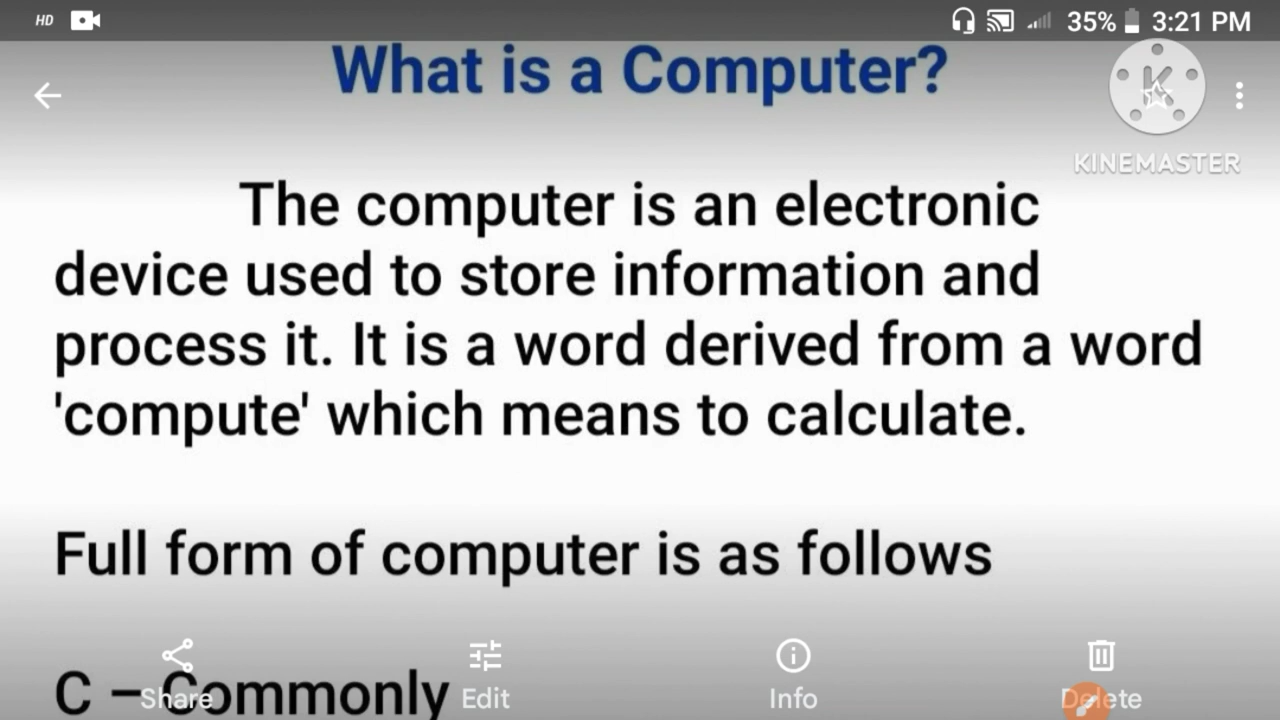 HD 35% 3:21 PM
What is a Computer?
KINEMASTER
The computer is an electronic
device used to store information and
process it. It is a word derived from a word
'compute' which means to calculate.
Full form of computer is as follows
C – Commonly
Share Edit Info Delete